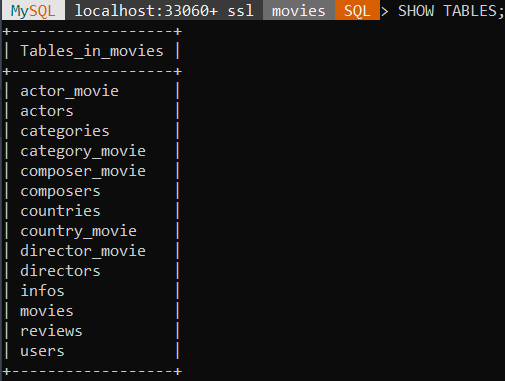 MySQL localhost:33060+ ssl movies SQL > SHOW TABLES;
+------------------+
| Tables_in_movies |
+------------------+
| actor_movie      |
| actors           |
| categories       |
| category_movie   |
| composer_movie   |
| composers        |
| countries        |
| country_movie    |
| director_movie   |
| directors        |
| infos            |
| movies           |
| reviews          |
| users            |
+------------------+